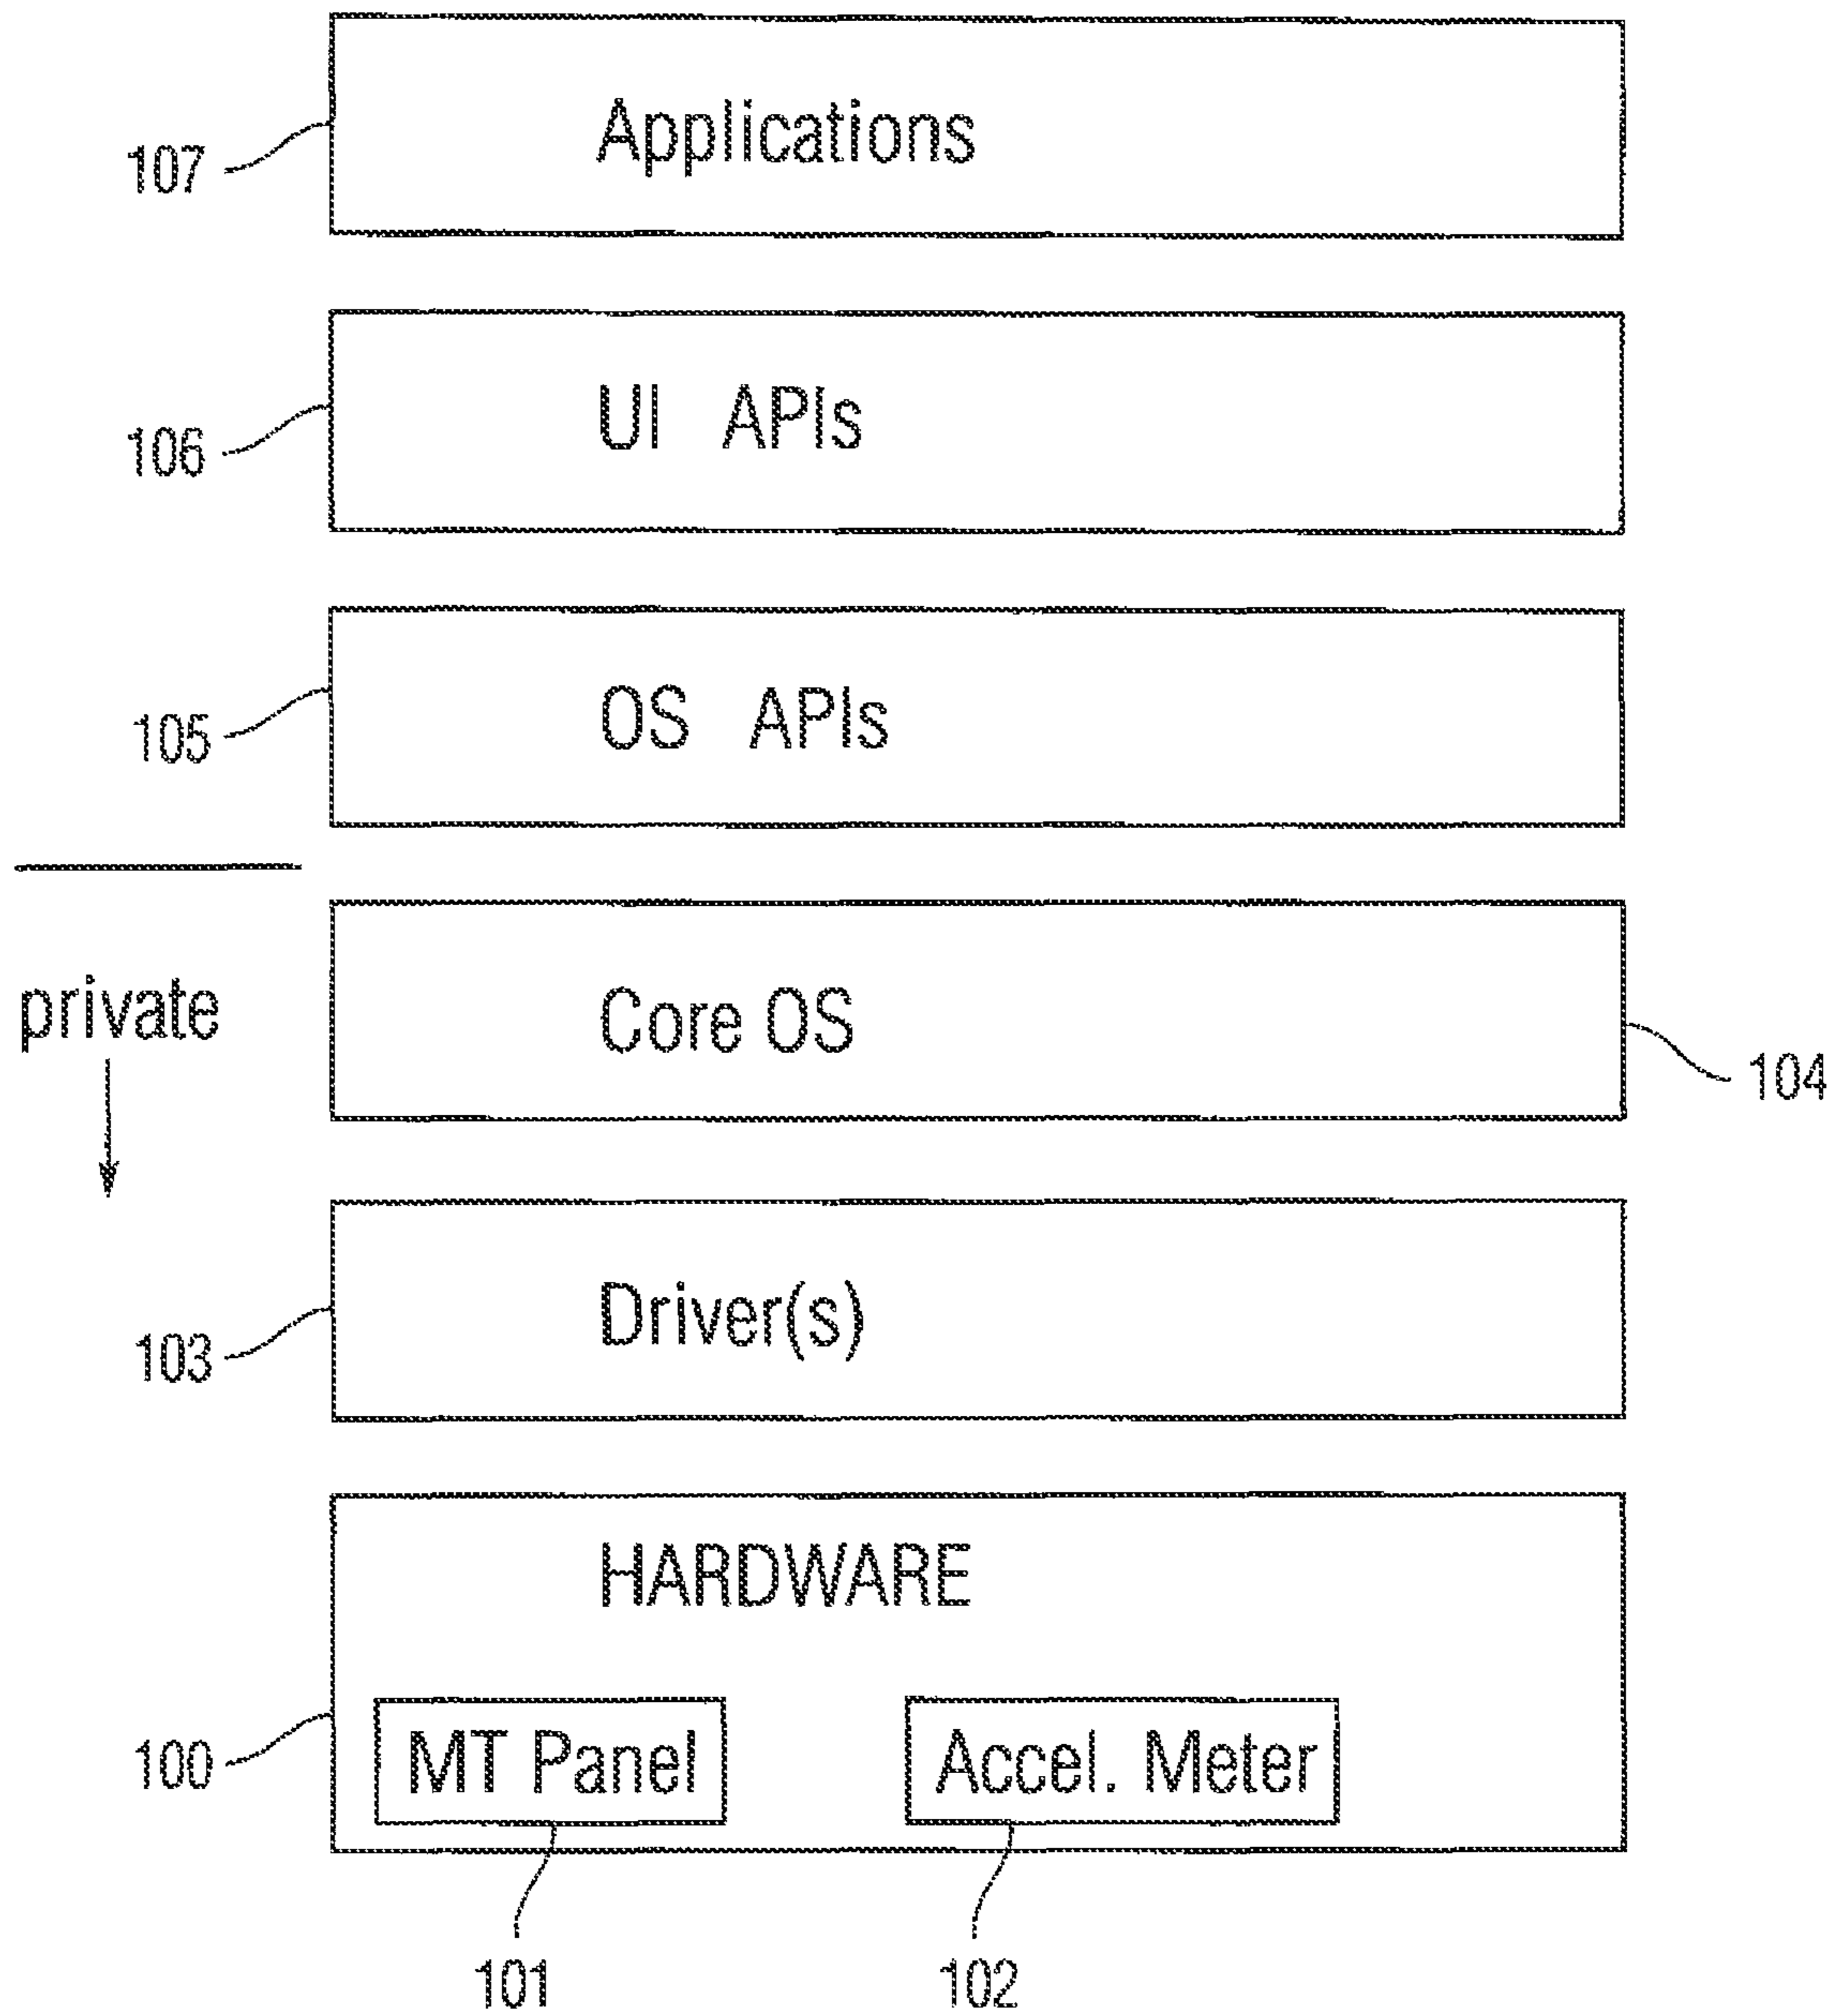 Applications
107
UI APIs
106
OS APIs
105
private
Core OS
104
Driver(s)
103
HARDWARE
100
MT Panel
Accel. Meter
101
102